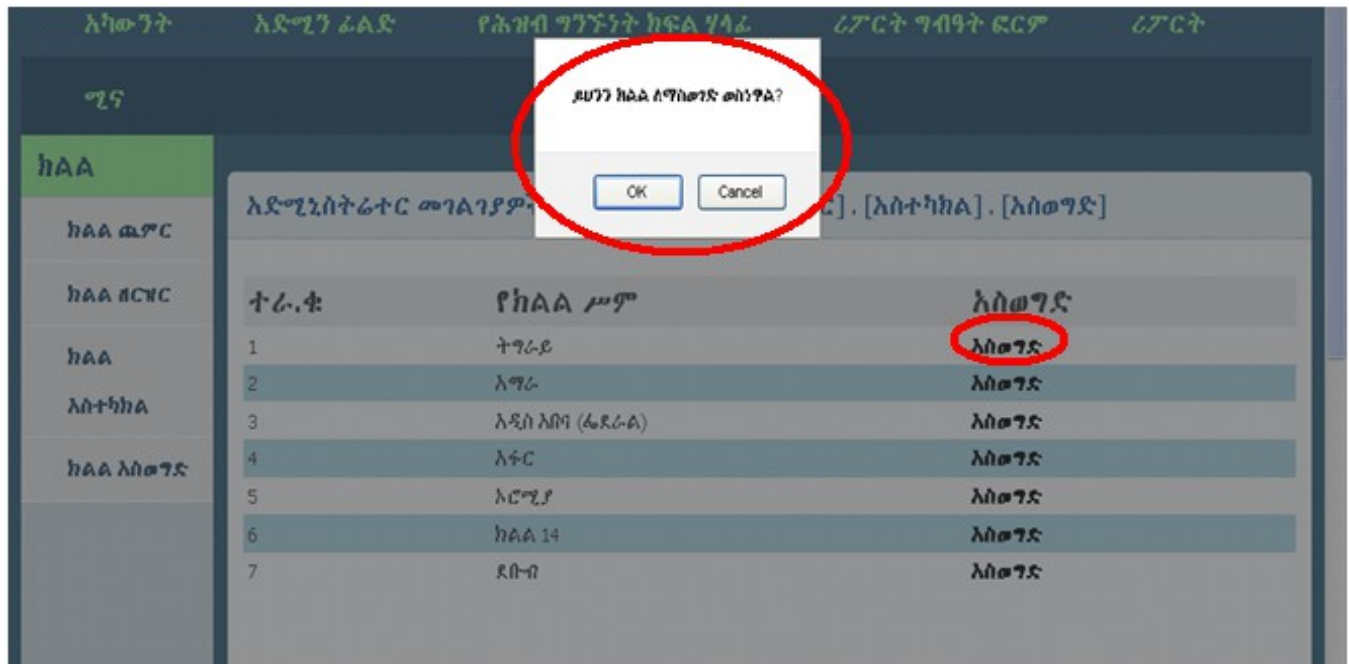 አካውንት አድሚን ፊልድ የሕዝብ ግንኙነት ክፍል ሃላፊ ሪፖርት ግብዓት ፎርም ሪፖርት
ሚና
ይህንን ክልል ለማስወገድ ወስነዋል?
OK Cancel
ክልል
አድሚኒስትሬተር መገልገያዎች . [አስተካክል] . [አስወግድ]
ክልል ጨምር
ክልል ዘርዝር
ክልል
አስተካክል
ክልል አስወግድ
ተራ.ቁ የክልል ሥም አስወግድ
1 ትግራይ አስወግድ
2 አማራ አስወግድ
3 አዲስ አበባ (ፌደራል) አስወግድ
4 አፋር አስወግድ
5 ኦሮሚያ አስወግድ
6 ክልል 14 አስወግድ
7 ደቡብ አስወግድ